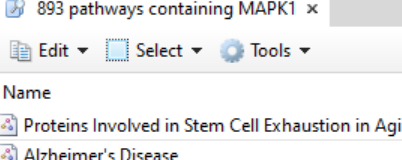 893 pathways containing MAPK1 ×
Edit Select Tools
Name
Proteins Involved in Stem Cell Exhaustion in Agi
Alzheimer's Disease